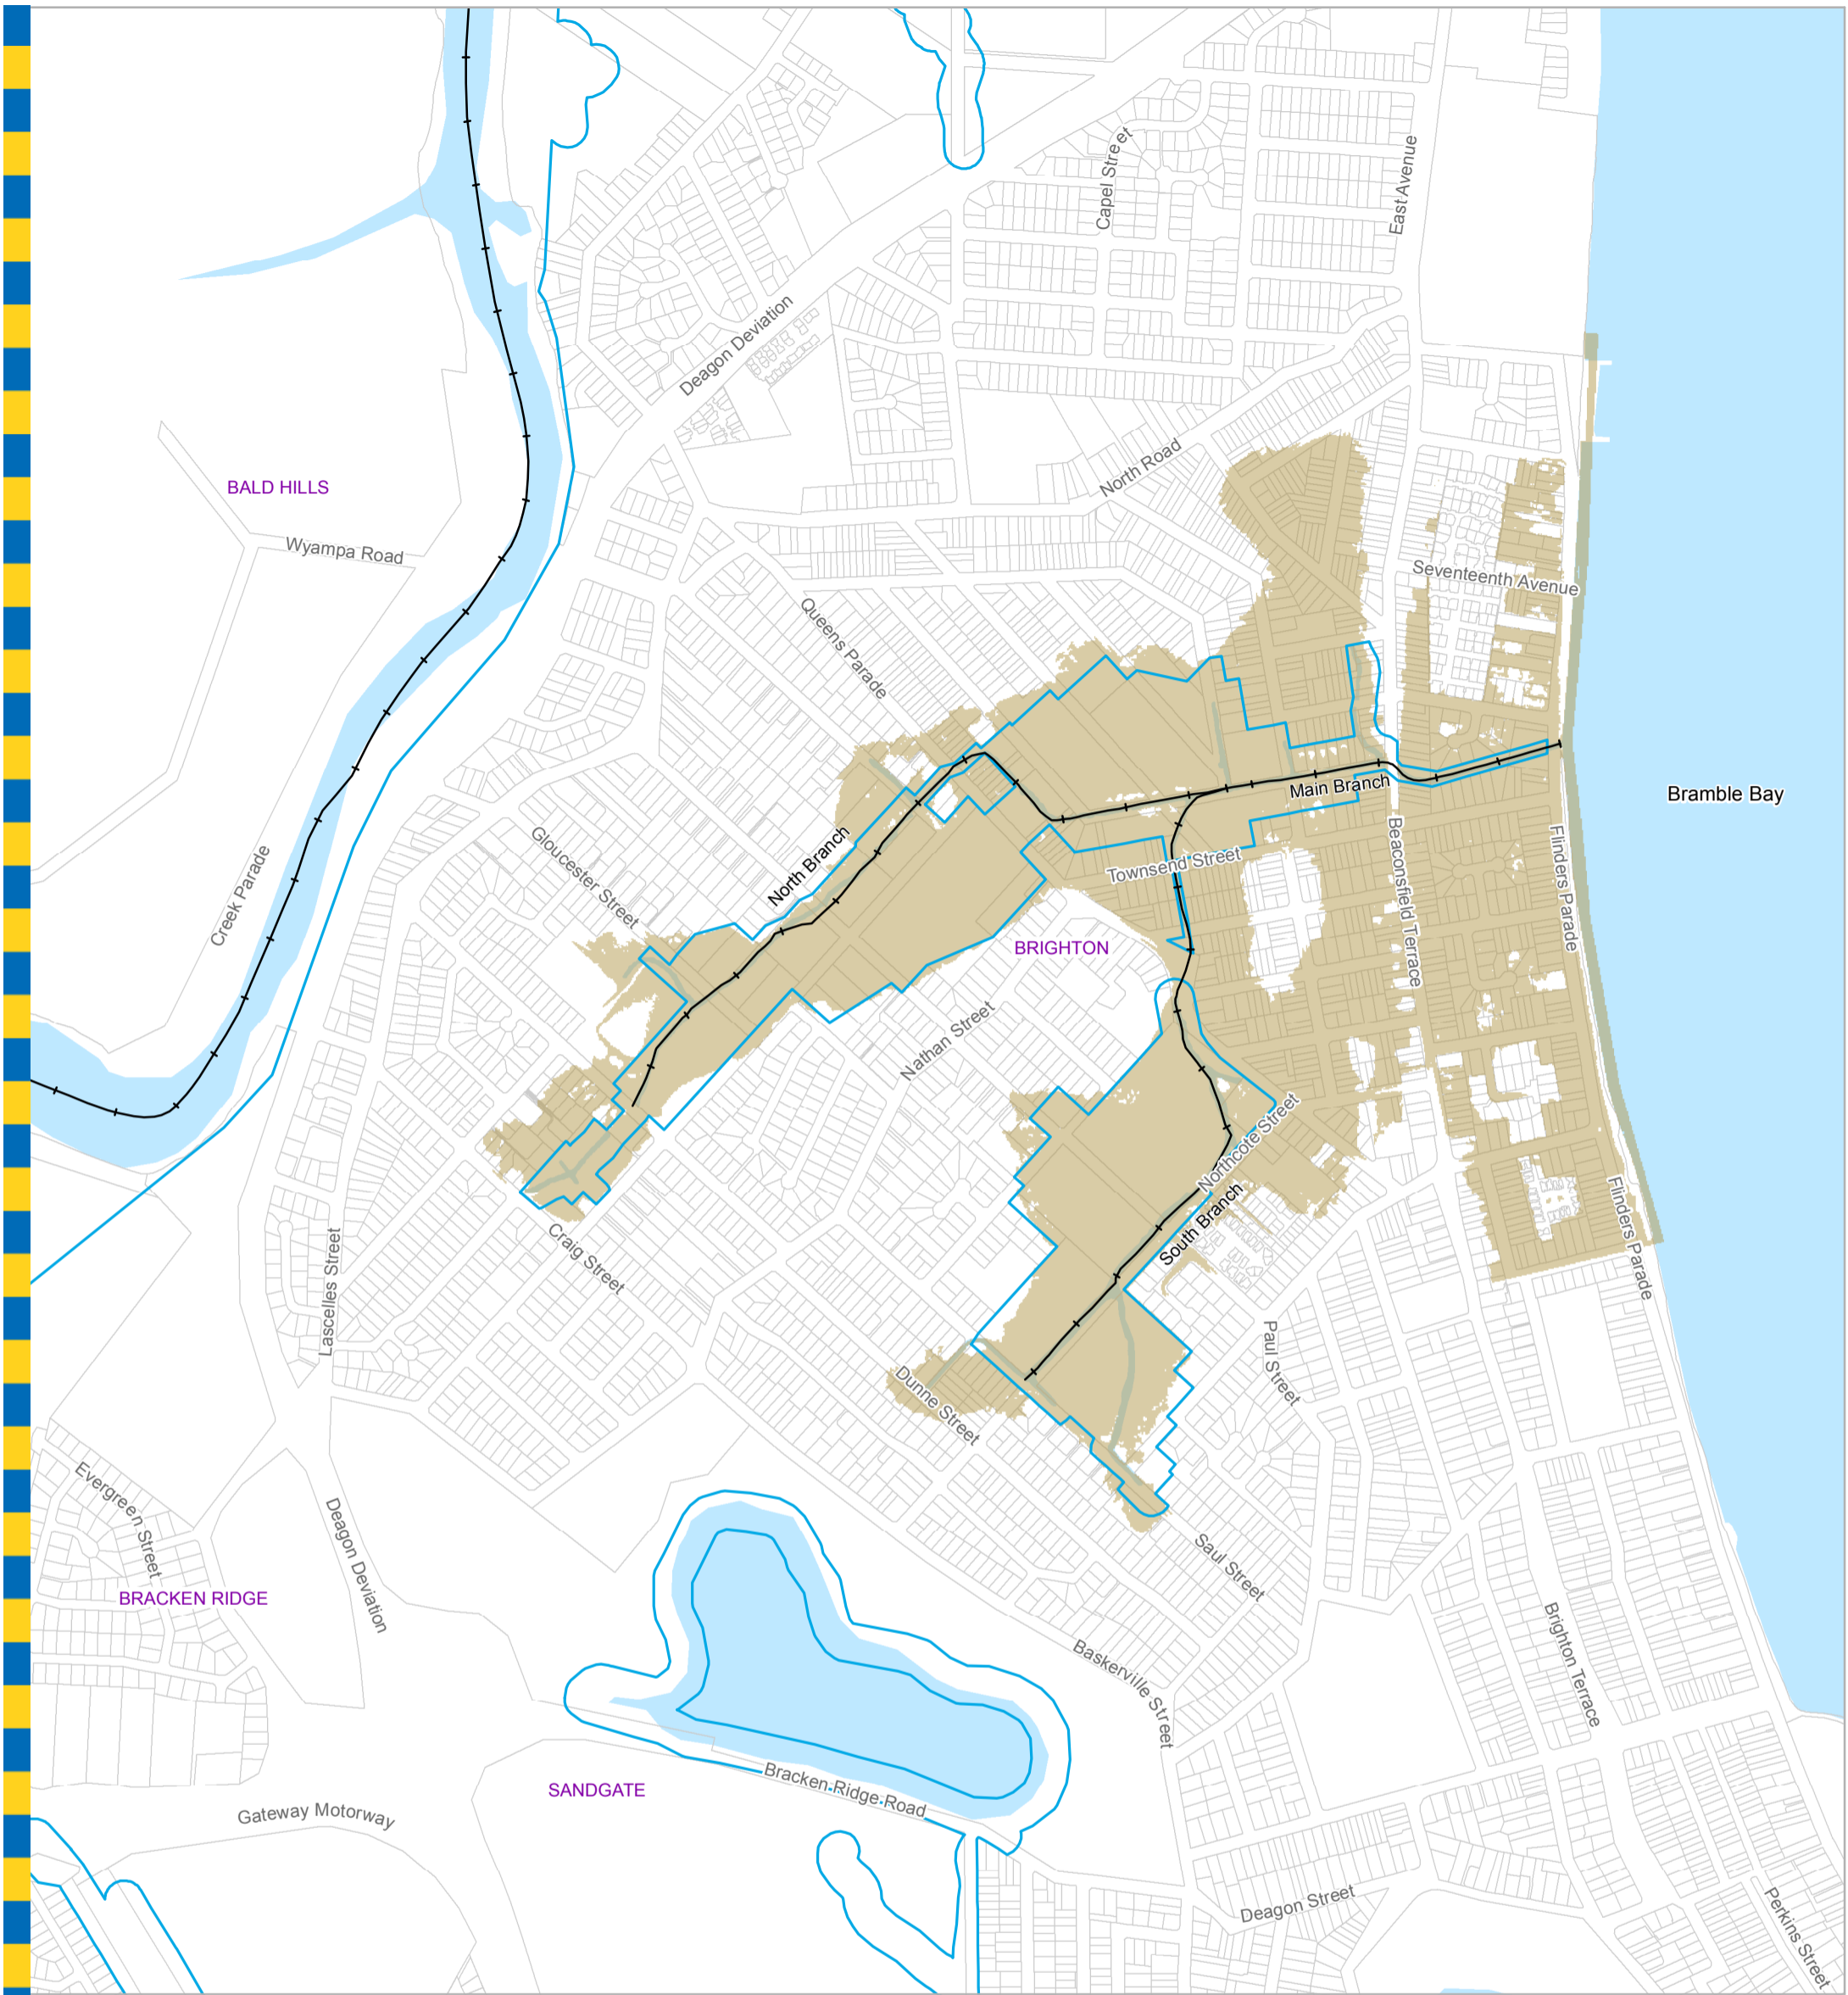 Capel Street
East Avenue
Deagon Deviation
North Road
BALD HILLS
Wyampa Road
Seventeenth Avenue
Queens Parade
Main Branch
Bramble Bay
Gloucester Street
North Branch
Townsend Street
Beaconsfield Terrace
Flinders Parade
Creek Parade
BRIGHTON
Nathan Street
Northcote Street
South Branch
Flinders Parade
Craig Street
Lascelles Street
Paul Street
Dunne Street
Evergreen Street
Deagon Deviation
Saul Street
BRACKEN RIDGE
Brighton Terrace
Baskerville Street
Bracken Ridge Road
SANDGATE
Gateway Motorway
Deagon Street
Perkins Street